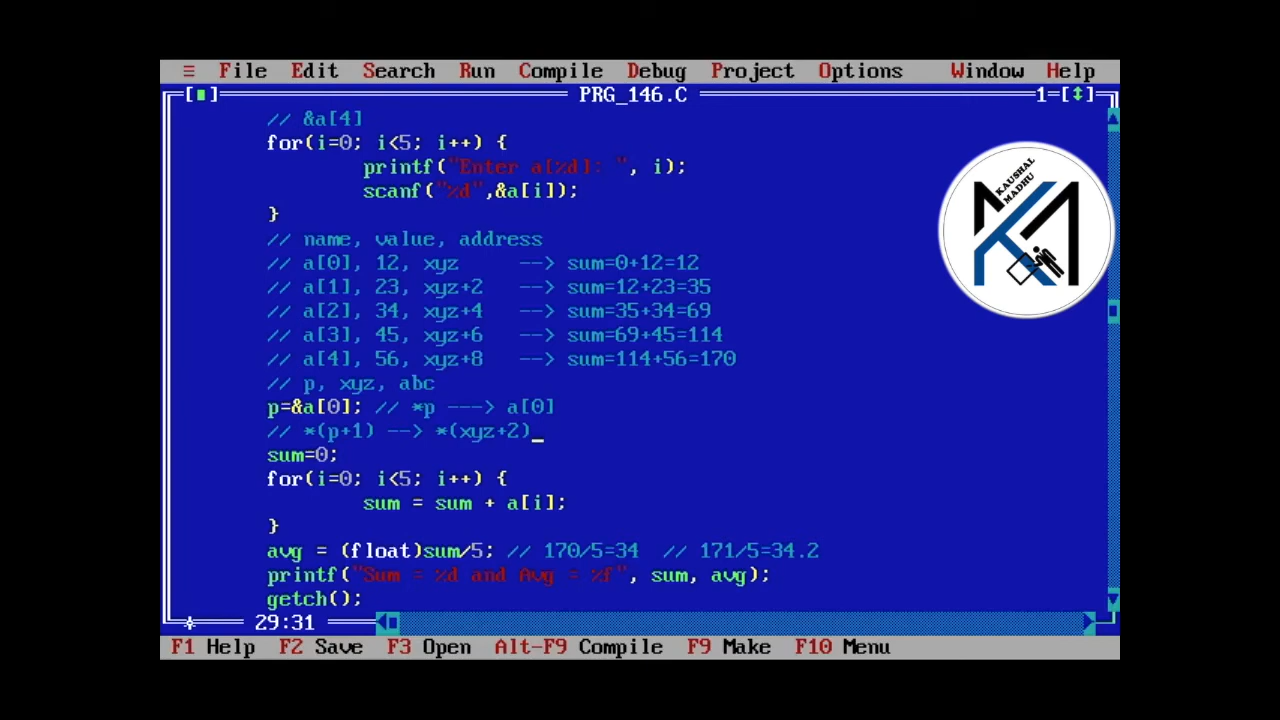 ≡ File Edit Search Run Compile Debug Project Options Window Help
[■] PRG_146.C 1=[↕]
// &a[4]
for(i=0; i<5; i++) {
printf("Enter a[%d]: ", i);
scanf("%d",&a[i]);
}
// name, value, address
// a[0], 12, xyz --> sum=0+12=12
// a[1], 23, xyz+2 --> sum=12+23=35
// a[2], 34, xyz+4 --> sum=35+34=69
// a[3], 45, xyz+6 --> sum=69+45=114
// a[4], 56, xyz+8 --> sum=114+56=170
// p, xyz, abc
p=&a[0]; // *p ---> a[0]
// *(p+1) --> *(xyz+2)_
sum=0;
for(i=0; i<5; i++) {
sum = sum + a[i];
}
avg = (float)sum/5; // 170/5=34 // 171/5=34.2
printf("Sum = %d and Avg = %f", sum, avg);
getch();
* 29:31
F1 Help F2 Save F3 Open Alt-F9 Compile F9 Make F10 Menu
KAUSHAL
MADHU